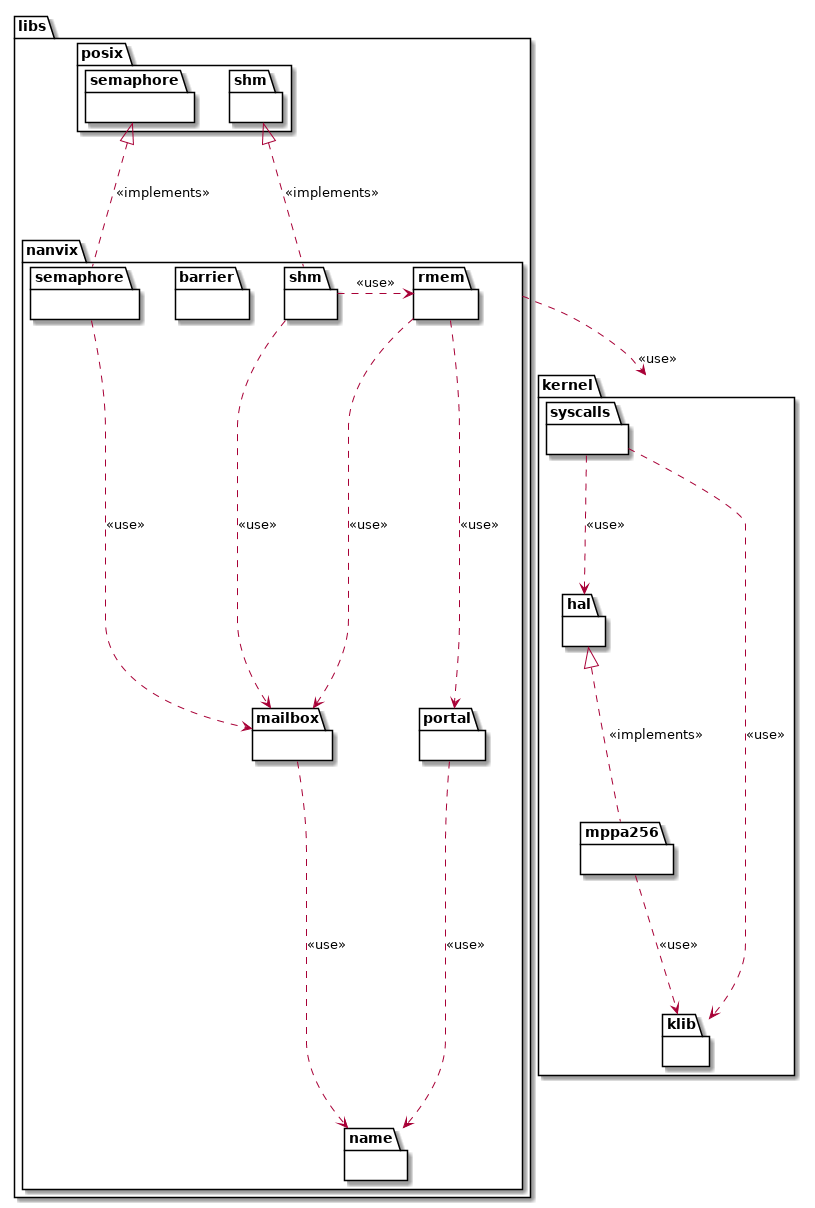 libs
posix
semaphore
shm
«implements»
«implements»
nanvix
semaphore
barrier
shm
«use»
rmem
«use»
kernel
syscalls
«use»
«use»
«use»
«use»
«use»
hal
mailbox
portal
«implements»
«use»
mppa256
«use»
«use»
«use»
klib
name